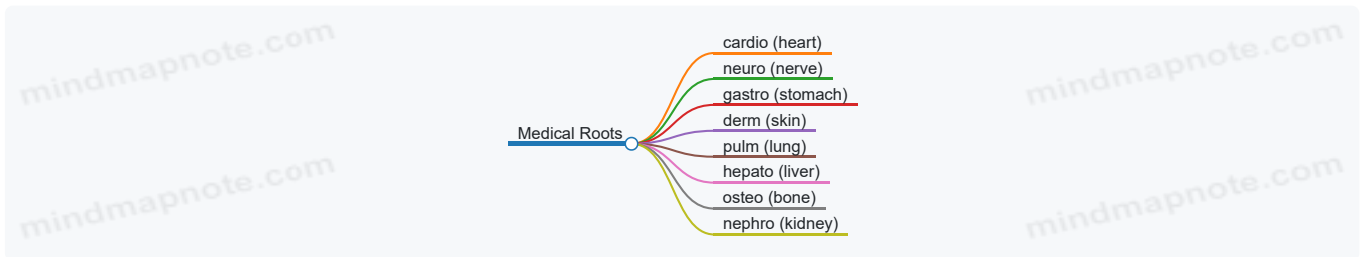 mindmapnote.com
mindmapnote.com
cardio (heart)
neuro (nerve)
gastro (stomach)
derm (skin)
Medical Roots
pulm (lung)
hepato (liver)
osteo (bone)
nephro (kidney)
mindmapnote.com
mindmapnote.com